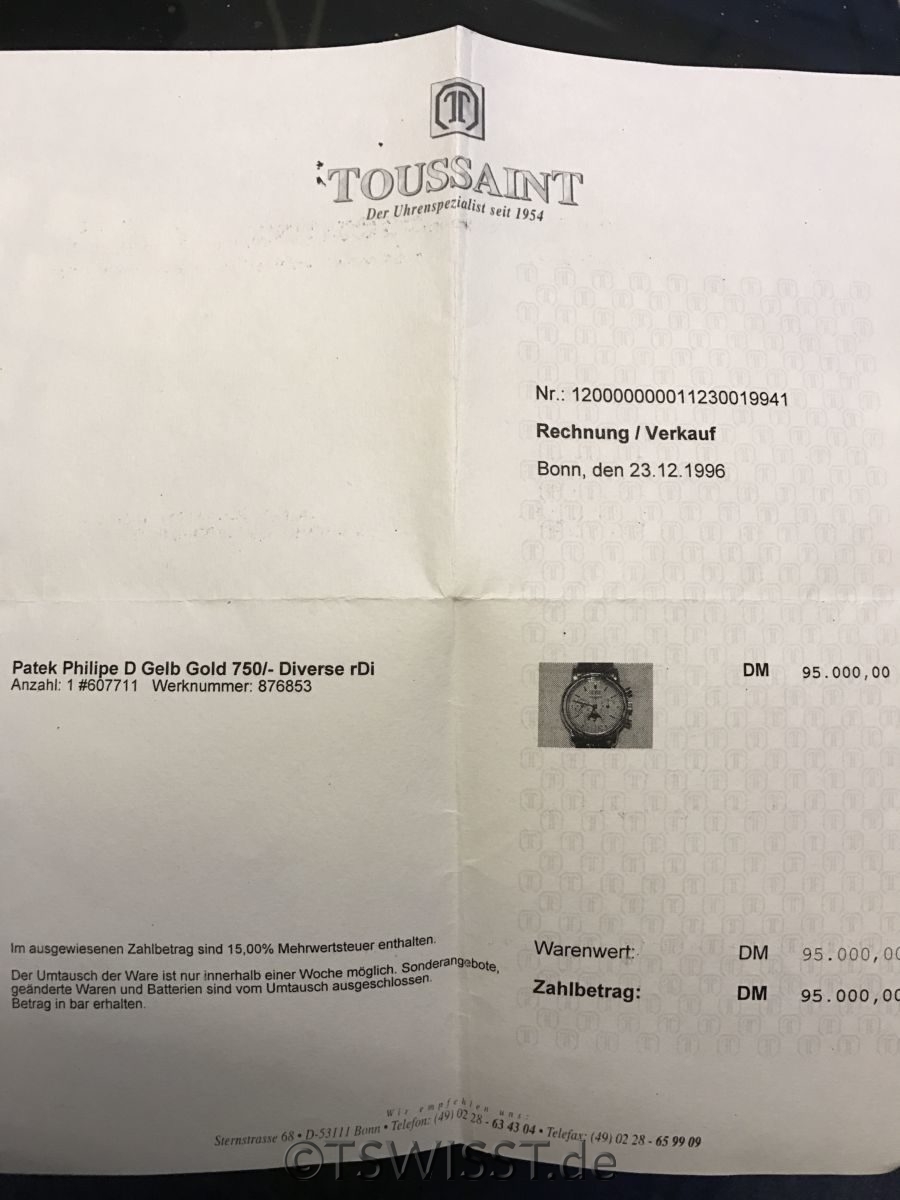 TOUSSAINT
Der Uhrenspezialist seit 1954
Nr.: 120000000011230019941
Rechnung / Verkauf
Bonn, den 23.12.1996
Patek Philipe D Gelb Gold 750/- Diverse rDi DM 95.000,00
Anzahl: 1 #607711 Werknummer: 876853
Im ausgewiesenen Zahlbetrag sind 15,00% Mehrwertsteuer enthalten.
Der Umtausch der Ware ist nur innerhalb einer Woche möglich. Sonderangebote,
geänderte Waren und Batterien sind vom Umtausch ausgeschlossen.
Betrag in bar erhalten.
Warenwert: DM 95.000,00
Zahlbetrag: DM 95.000,00
Wir empfehlen uns:
Sternstrasse 68 • D-53111 Bonn • Telefon: (49) 02 28 - 63 43 04 • Telefax: (49) 02 28 - 65 99 09
©TSWISST.de